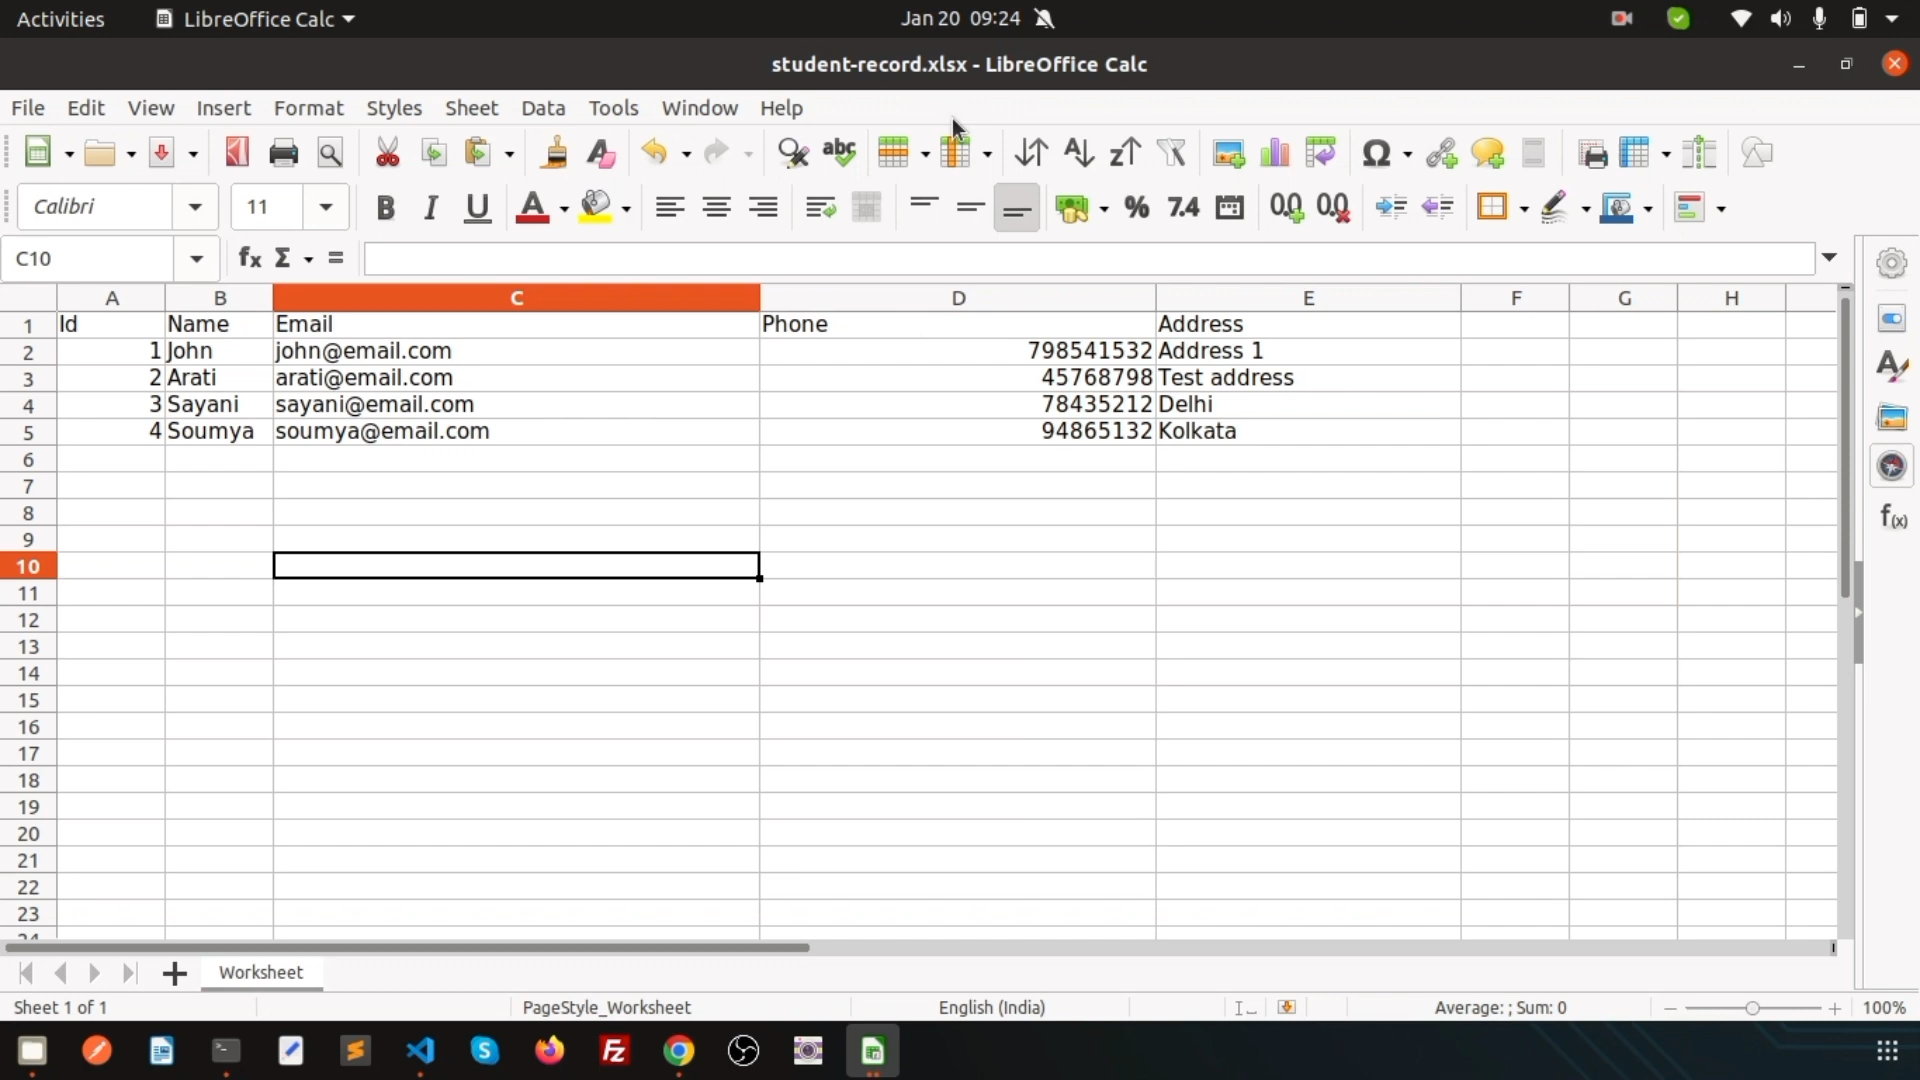 Activities LibreOffice Calc Jan 20 09:24
student-record.xlsx - LibreOffice Calc
File Edit View Insert Format Styles Sheet Data Tools Window Help
Calibri 11
C10
A B C D E F G H
1 Id Name Email Phone Address
2 1 John john@email.com 798541532 Address 1
3 2 Arati arati@email.com 45768798 Test address
4 3 Sayani sayani@email.com 78435212 Delhi
5 4 Soumya soumya@email.com 94865132 Kolkata
6
7
8
9
10
11
12
13
14
15
16
17
18
19
20
21
22
23
24
Worksheet
Sheet 1 of 1 PageStyle_Worksheet English (India) Average: ; Sum: 0 100%